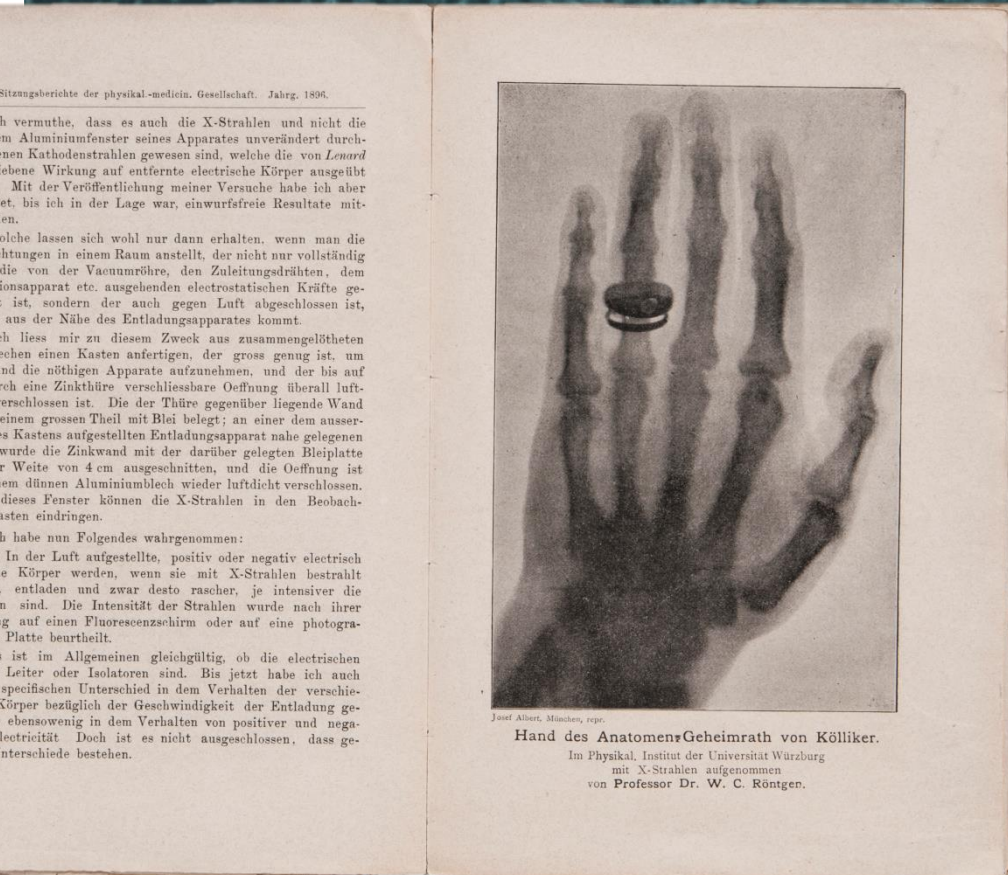 Sitzungsberichte der physikal.-medicin. Gesellschaft. Jahrg. 1896.
h vermuthe, dass es auch die X-Strahlen und nicht die
m Aluminiumfenster seines Apparates unverändert durch-
enen Kathodenstrahlen gewesen sind, welche die von Lenard
iebene Wirkung auf entfernte electrische Körper ausgeübt
Mit der Veröffentlichung meiner Versuche habe ich aber
et, bis ich in der Lage war, einwurfsfreie Resultate mit-
en.
olche lassen sich wohl nur dann erhalten, wenn man die
htungen in einem Raum anstellt, der nicht nur vollständig
die von der Vacuumröhre, den Zuleitungsdrähten, dem
ionsapparat etc. ausgehenden electrostatischen Kräfte ge-
t ist, sondern der auch gegen Luft abgeschlossen ist,
aus der Nähe des Entladungsapparates kommt.
ch liess mir zu diesem Zweck aus zusammengelötheten
echen einen Kasten anfertigen, der gross genug ist, um
nd die nöthigen Apparate aufzunehmen, und der bis auf
rch eine Zinkthüre verschliessbare Oeffnung überall luft-
verschlossen ist. Die der Thüre gegenüber liegende Wand
einem grossen Theil mit Blei belegt; an einer dem ausser-
s Kastens aufgestellten Entladungsapparat nahe gelegenen
wurde die Zinkwand mit der darüber gelegten Bleiplatte
r Weite von 4 cm ausgeschnitten, und die Oeffnung ist
nem dünnen Aluminiumblech wieder luftdicht verschlossen.
dieses Fenster können die X-Strahlen in den Beobach-
asten eindringen.
h habe nun Folgendes wahrgenommen:
In der Luft aufgestellte, positiv oder negativ electrisch
e Körper werden, wenn sie mit X-Strahlen bestrahlt
, entladen und zwar desto rascher, je intensiver die
n sind. Die Intensität der Strahlen wurde nach ihrer
g auf einen Fluorescenzschirm oder auf eine photogra-
Platte beurtheilt.
s ist im Allgemeinen gleichgültig, ob die electrischen
Leiter oder Isolatoren sind. Bis jetzt habe ich auch
specifischen Unterschied in dem Verhalten der verschie-
Körper bezüglich der Geschwindigkeit der Entladung ge-
ebensowenig in dem Verhalten von positiver und nega-
lectricität Doch ist es nicht ausgeschlossen, dass ge-
nterschiede bestehen.
Josef Albert, München, repr.
Hand des Anatomen Geheimrath von Kölliker.
Im Physikal. Institut der Universität Würzburg
mit X-Strahlen aufgenommen
von Professor Dr. W. C. Röntgen.